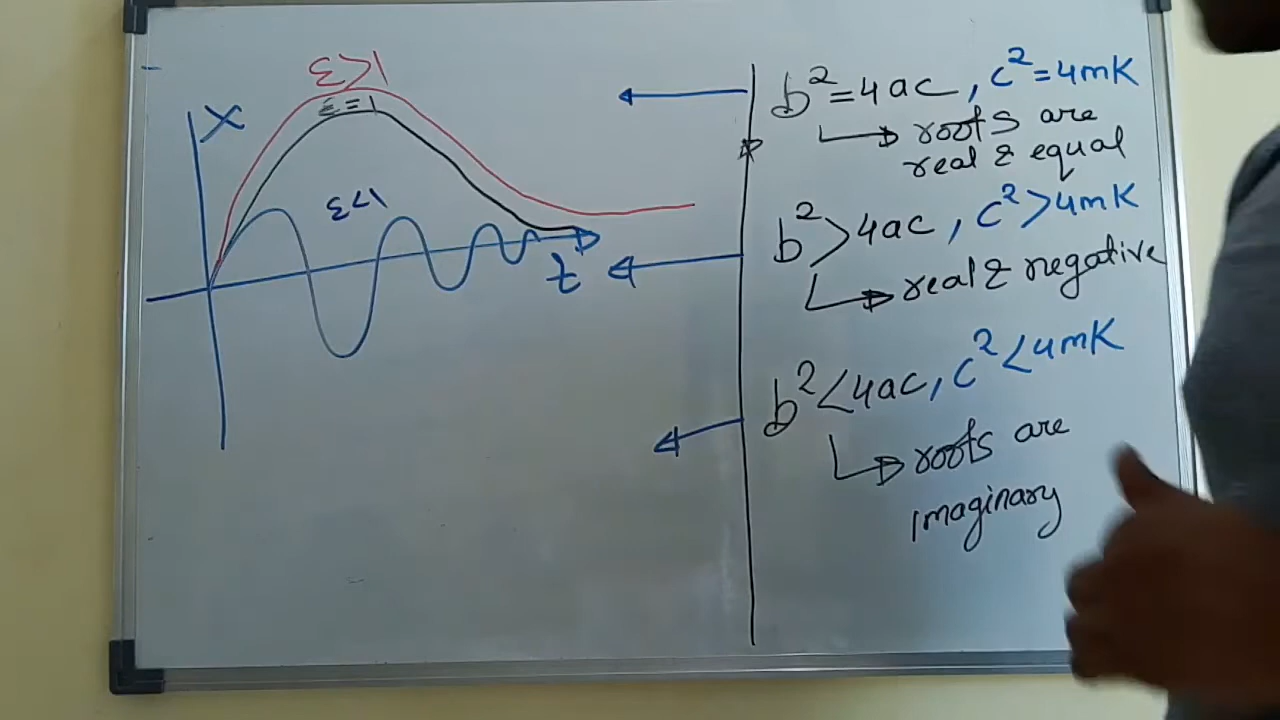 X
ε>1
ε=1
ε<1
t
b²=4ac, c²=4mK
roots are
real & equal
b²>4ac, c²>4mK
real & negative
b²<4ac, c²<4mK
roots are
imaginary